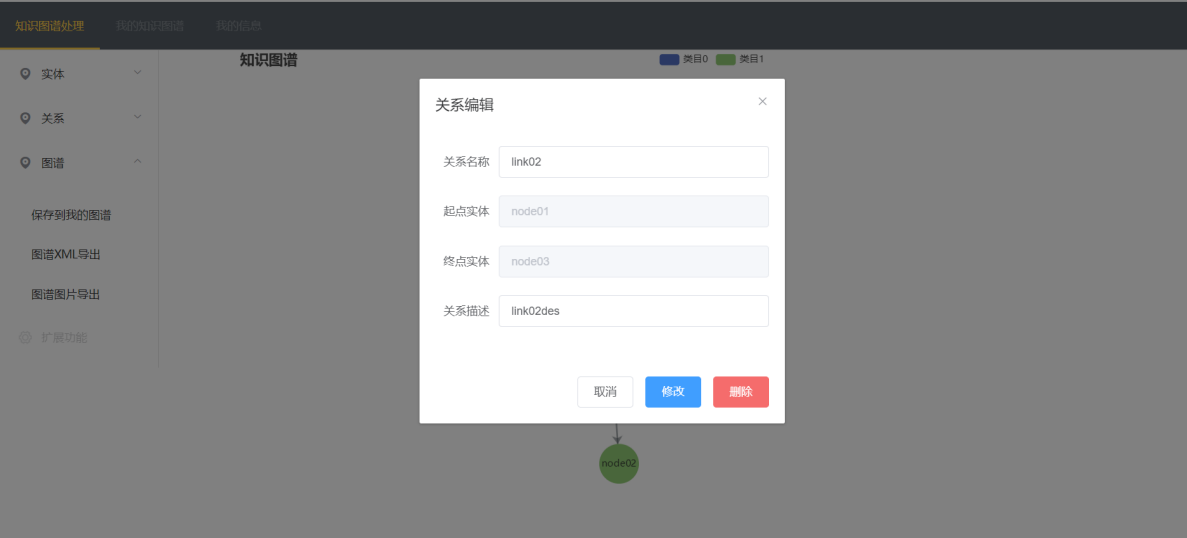 知识图谱处理 我的知识图谱 我的信息
知识图谱
类目0 类目1
实体
关系
图谱
保存到我的图谱
图谱XML导出
图谱图片导出
扩展功能
关系编辑
关系名称 link02
起点实体 node01
终点实体 node03
关系描述 link02des
取消 修改 删除
node02